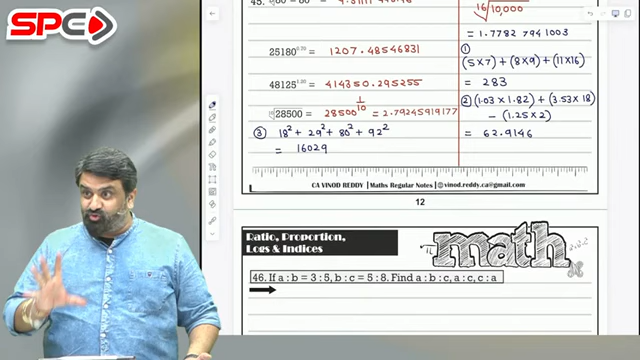 SPC
16√10,000
= 1.77827941003
25180^0.70 = 1207.48546831
①
(5×7) + (8×9) + (11×16)
48125^1.20 = 414350.295255
= 283
28500 = 28500^1/10 = 2.79245919177
② (1.03×1.82) + (3.53×18) - (1.25×2)
③ 18² + 29² + 80² + 92²
= 62.9146
= 16029
CA VINOD REDDY | Maths Regular Notes | vinod.reddy.ca@gmail.com
12
Ratio, Proportion,
Logs & Indices
math
46. If a : b = 3 : 5, b : c = 5 : 8. Find a : b : c, a : c, c : a